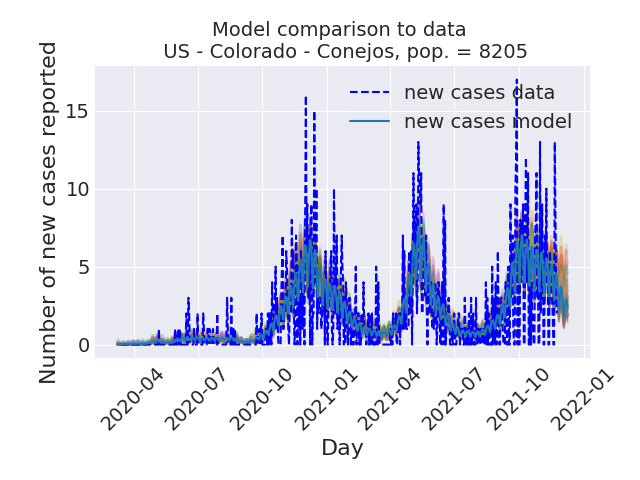 Model comparison to data
US - Colorado - Conejos, pop. = 8205
Number of new cases reported
15
10
5
0
new cases data
new cases model
2020-04
2020-07
2020-10
2021-01
2021-04
2021-07
2021-10
2022-01
Day